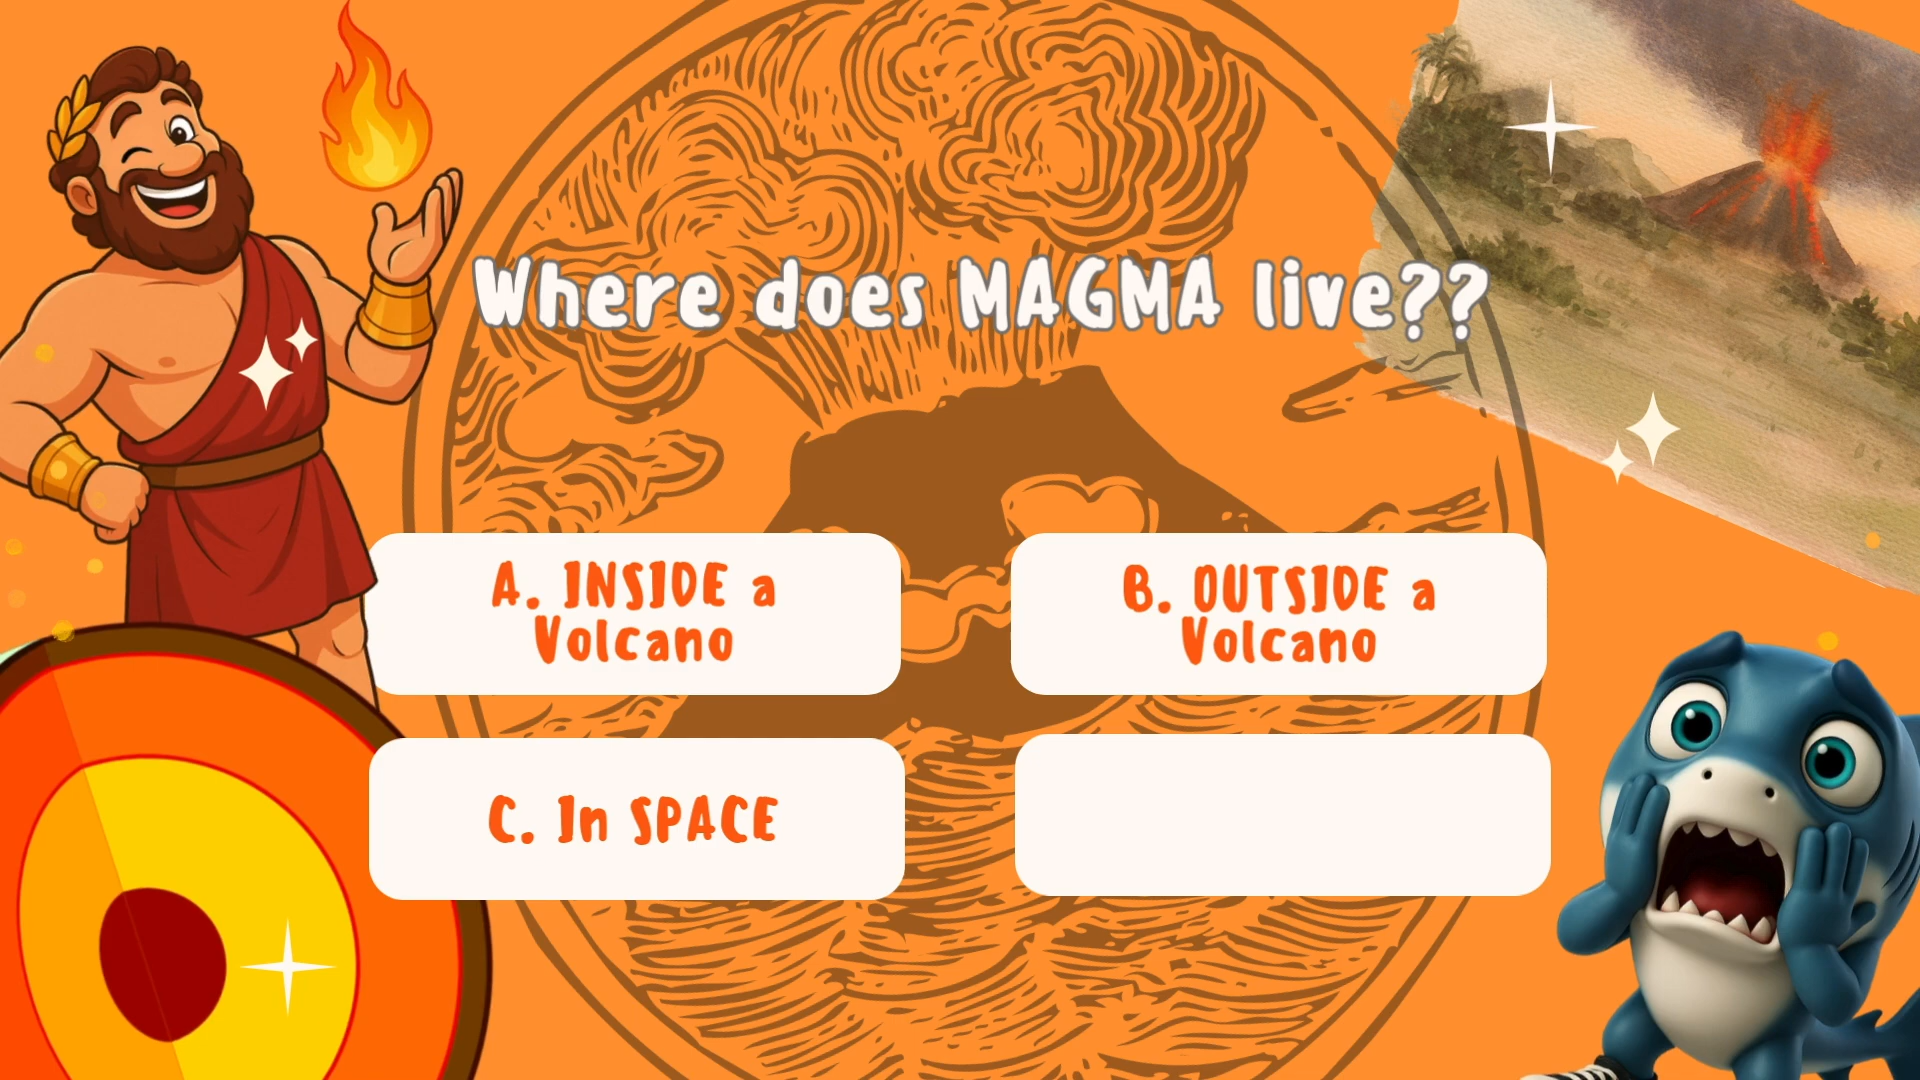 Where does MAGMA live??
A. INSIDE a
Volcano
B. OUTSIDE a
Volcano
C. In SPACE